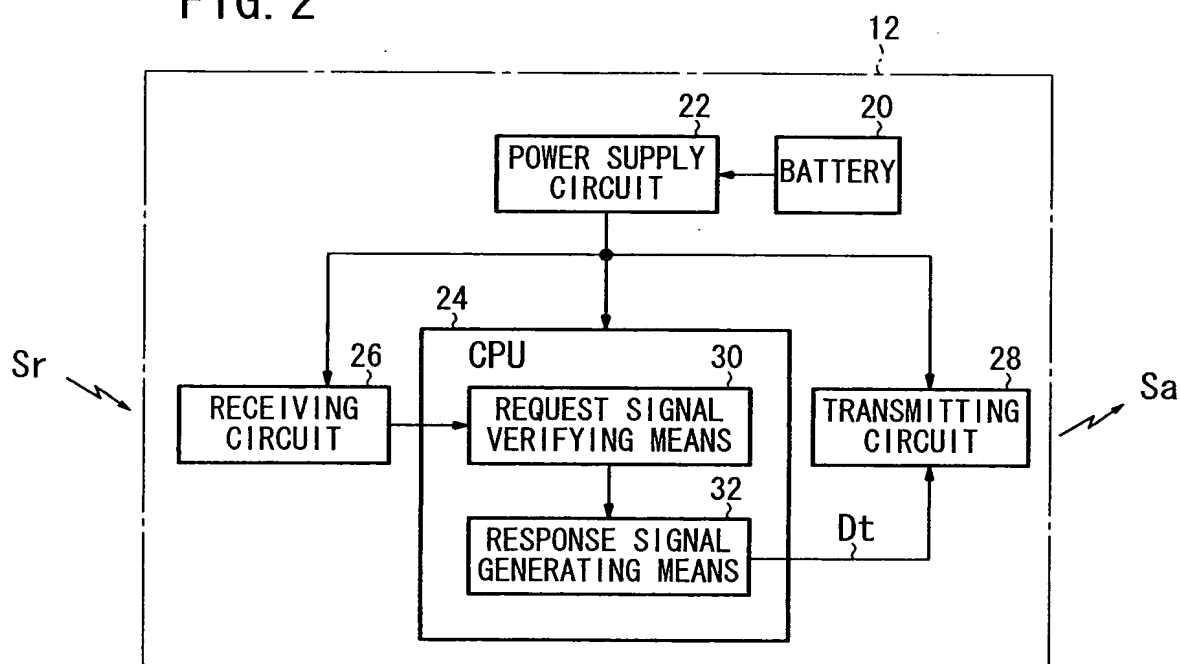 FIG. 2
12
22
20
POWER SUPPLY
CIRCUIT
BATTERY
24
CPU
Sr
26
30
28
Sa
RECEIVING
CIRCUIT
REQUEST SIGNAL
VERIFYING MEANS
TRANSMITTING
CIRCUIT
32
RESPONSE SIGNAL
GENERATING MEANS
Dt